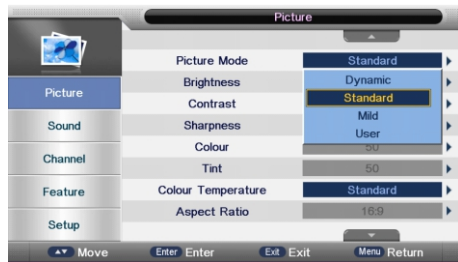 Picture
Picture Mode Standard
Brightness Dynamic
Picture
Contrast Standard
Mild
Sound Sharpness
User
Colour 50
Channel
Tint 50
Feature Colour Temperature Standard
Aspect Ratio 16:9
Setup
Move Enter Enter Exit Exit Menu Return